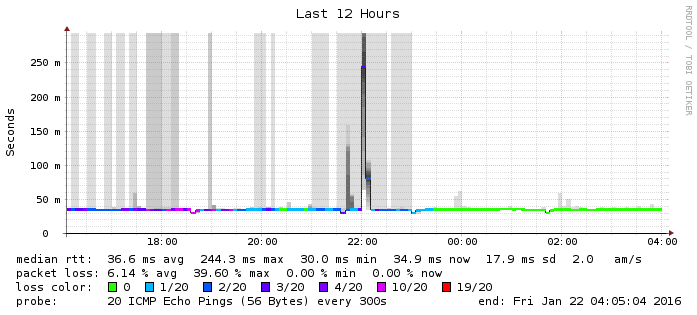 Last 12 Hours
RRDTOOL / TOBI OETIKER
Seconds
250 m
200 m
150 m
100 m
50 m
0
18:00 20:00 22:00 00:00 02:00 04:00
median rtt: 36.6 ms avg 244.3 ms max 30.0 ms min 34.9 ms now 17.9 ms sd 2.0 am/s
packet loss: 6.14 % avg 39.60 % max 0.00 % min 0.00 % now
loss color: 0 1/20 2/20 3/20 4/20 10/20 19/20
probe: 20 ICMP Echo Pings (56 Bytes) every 300s end: Fri Jan 22 04:05:04 2016